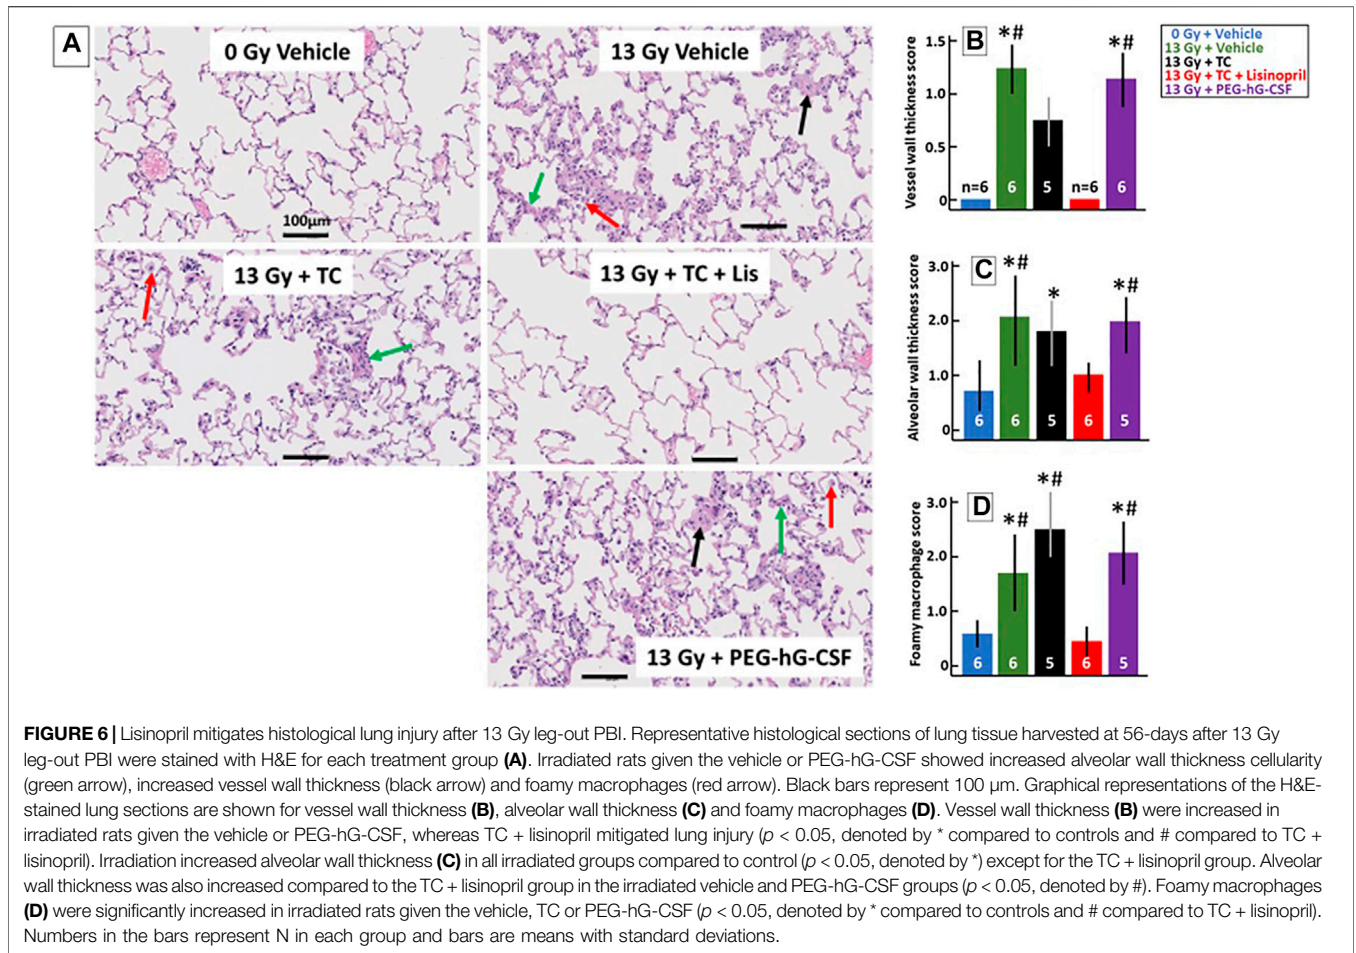 A
0 Gy Vehicle
100µm
13 Gy Vehicle
13 Gy + TC
13 Gy + TC + Lis
13 Gy + PEG-hG-CSF
B
Vessel wall thickness score
1.5
1.0
0.5
0
*#
*#
n=6
6
5
n=6
6
0 Gy + Vehicle
13 Gy + Vehicle
13 Gy + TC
13 Gy + TC + Lisinopril
13 Gy + PEG-hG-CSF
C
Alveolar wall thickness score
3.0
2.0
1.0
0
*#
*
*#
6
6
5
6
5
D
Foamy macrophage score
3.0
2.0
1.0
0
*#
*#
*#
6
6
5
6
5
FIGURE 6 | Lisinopril mitigates histological lung injury after 13 Gy leg-out PBI. Representative histological sections of lung tissue harvested at 56-days after 13 Gy
leg-out PBI were stained with H&E for each treatment group (A). Irradiated rats given the vehicle or PEG-hG-CSF showed increased alveolar wall thickness cellularity
(green arrow), increased vessel wall thickness (black arrow) and foamy macrophages (red arrow). Black bars represent 100 µm. Graphical representations of the H&E-
stained lung sections are shown for vessel wall thickness (B), alveolar wall thickness (C) and foamy macrophages (D). Vessel wall thickness (B) were increased in
irradiated rats given the vehicle or PEG-hG-CSF, whereas TC + lisinopril mitigated lung injury (p < 0.05, denoted by * compared to controls and # compared to TC +
lisinopril). Irradiation increased alveolar wall thickness (C) in all irradiated groups compared to control (p < 0.05, denoted by *) except for the TC + lisinopril group. Alveolar
wall thickness was also increased compared to the TC + lisinopril group in the irradiated vehicle and PEG-hG-CSF groups (p < 0.05, denoted by #). Foamy macrophages
(D) were significantly increased in irradiated rats given the vehicle, TC or PEG-hG-CSF (p < 0.05, denoted by * compared to controls and # compared to TC + lisinopril).
Numbers in the bars represent N in each group and bars are means with standard deviations.